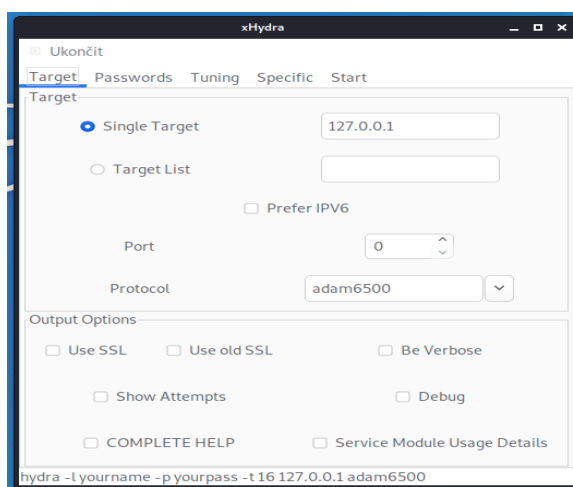 xHydra
Ukončit
Target Passwords Tuning Specific Start
Target
Single Target 127.0.0.1
Target List
Prefer IPV6
Port 0
Protocol adam6500
Output Options
Use SSL Use old SSL Be Verbose
Show Attempts Debug
COMPLETE HELP Service Module Usage Details
hydra -l yourname -p yourpass -t 16 127.0.0.1 adam6500